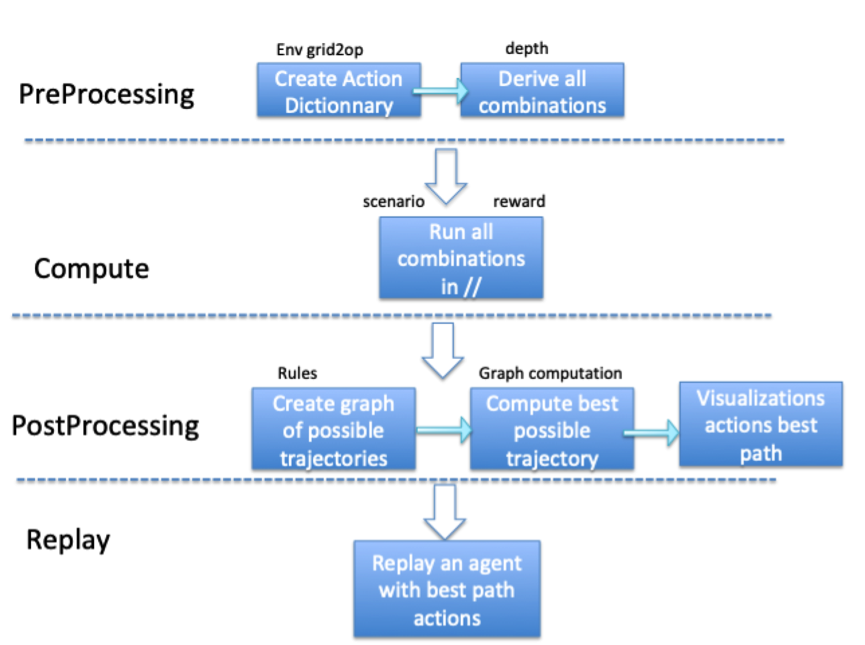 Env grid2op
depth
PreProcessing
Create Action
Dictionnary
Derive all
combinations
scenario
reward
Compute
Run all
combinations
in //
Rules
Graph computation
PostProcessing
Create graph
of possible
trajectories
Compute best
possible
trajectory
Visualizations
actions best
path
Replay
Replay an agent
with best path
actions